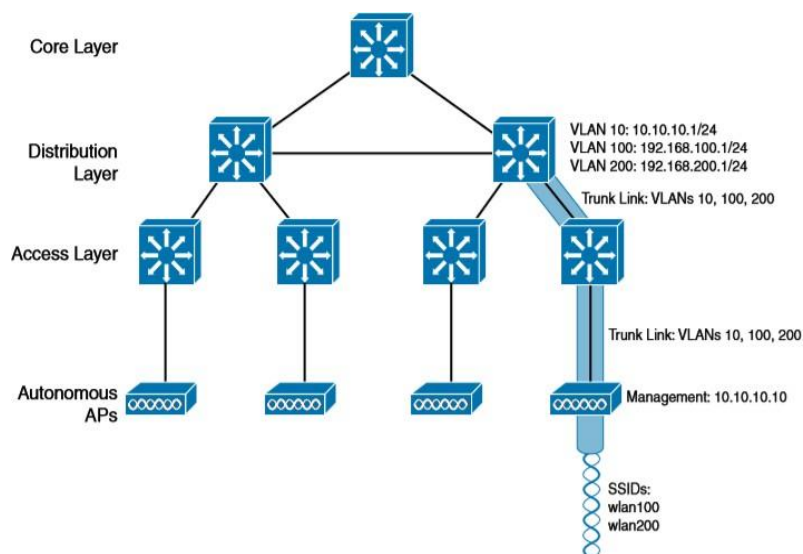 Core Layer
Distribution
Layer
VLAN 10: 10.10.10.1/24
VLAN 100: 192.168.100.1/24
VLAN 200: 192.168.200.1/24
Trunk Link: VLANs 10, 100, 200
Access Layer
Trunk Link: VLANs 10, 100, 200
Autonomous
APs
Management: 10.10.10.10
SSIDs:
wlan100
wlan200